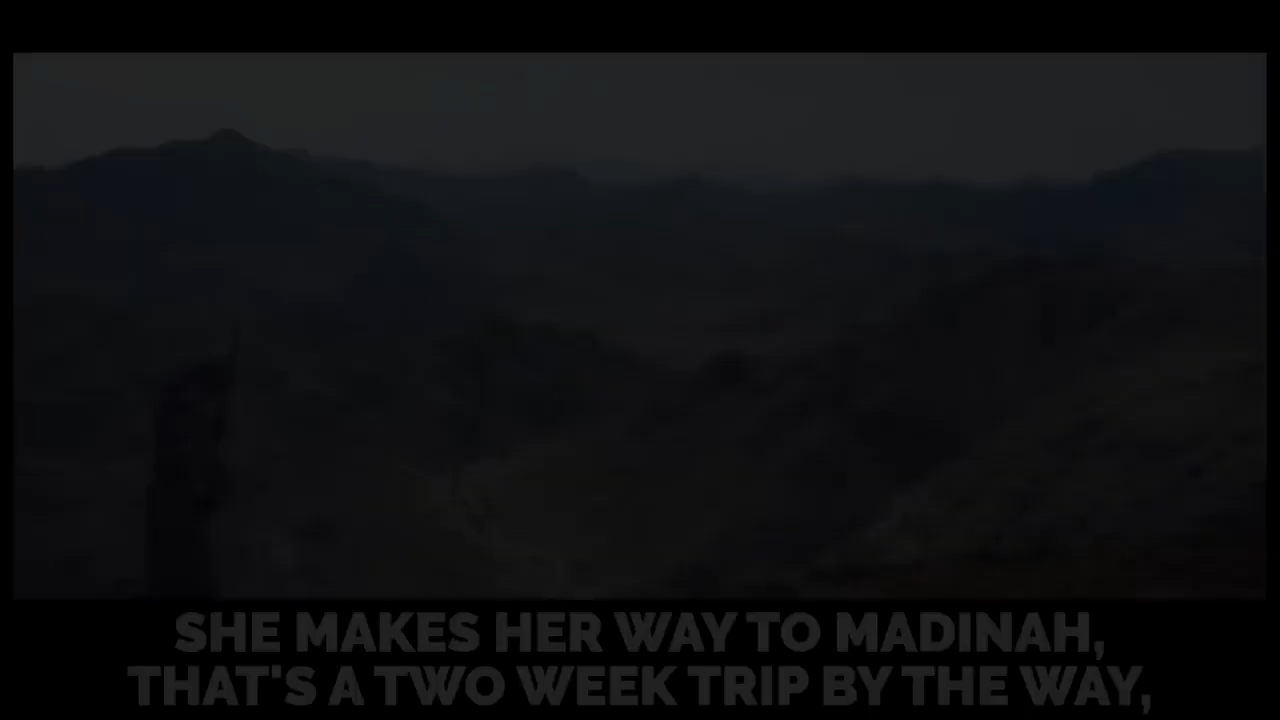 SHE MAKES HER WAY TO MADINAH,
THAT'S A TWO WEEK TRIP BY THE WAY,